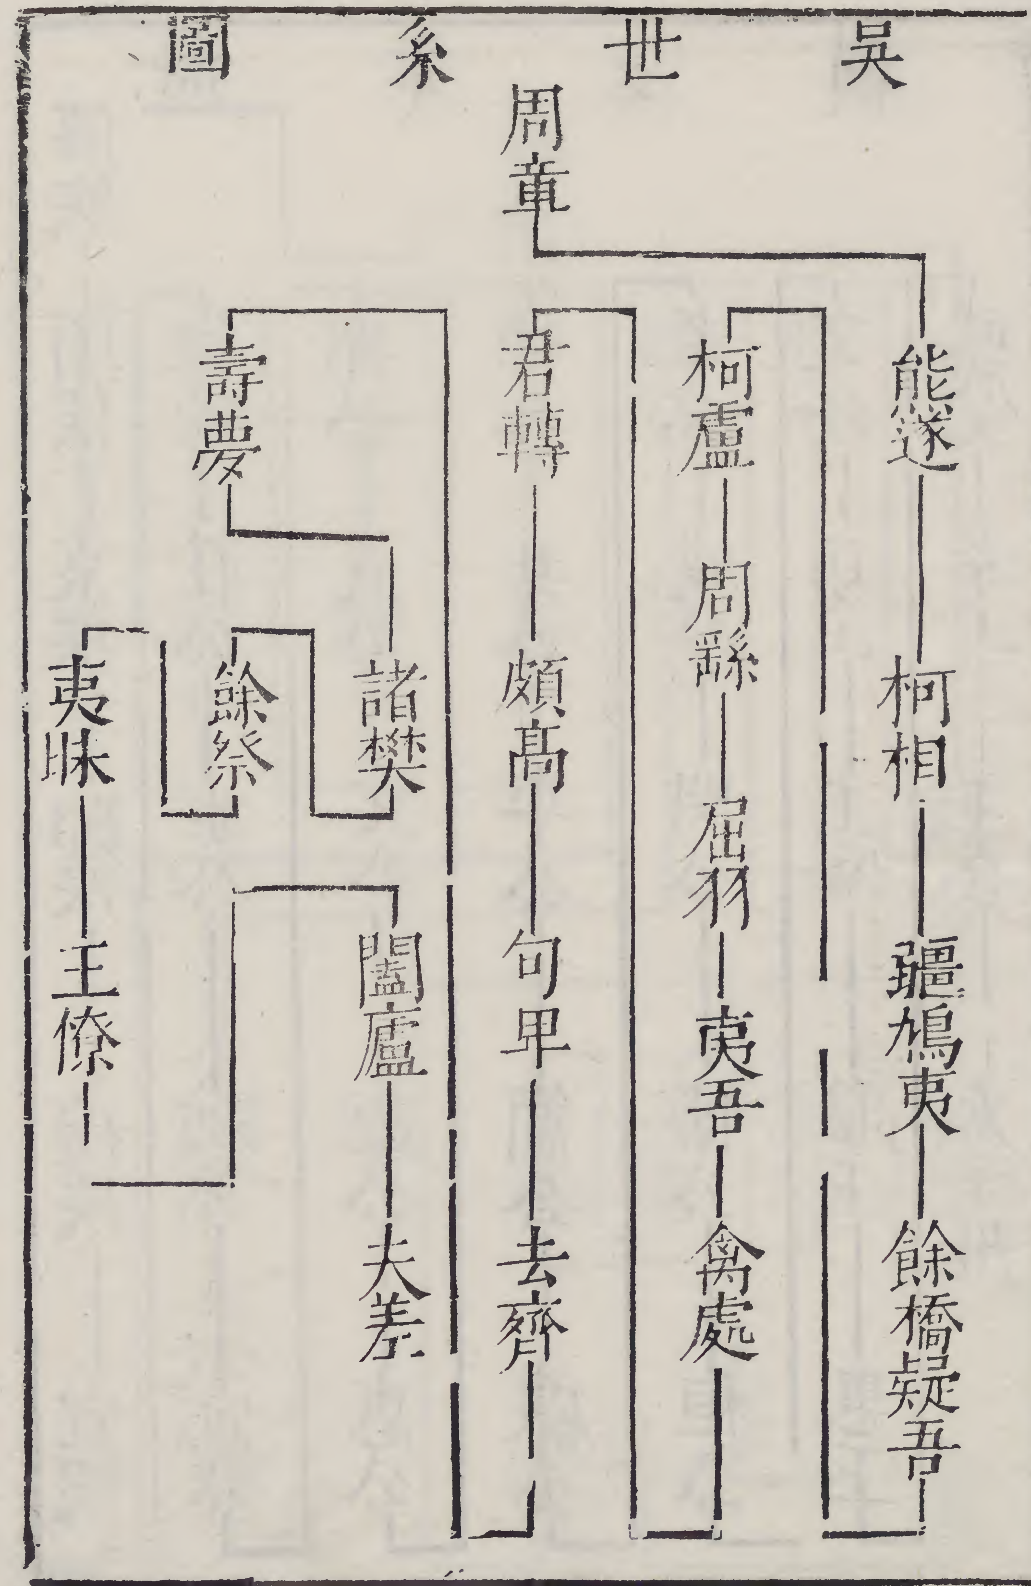 吳世系圖
周章
熊遂
柯相
彊鳩夷
餘橋疑吾
柯盧
周繇
屈羽
夷吾
禽處
君轉
頗高
句卑
去齊
壽夢
諸樊
餘祭
夷昧
王僚
闔廬
夫差